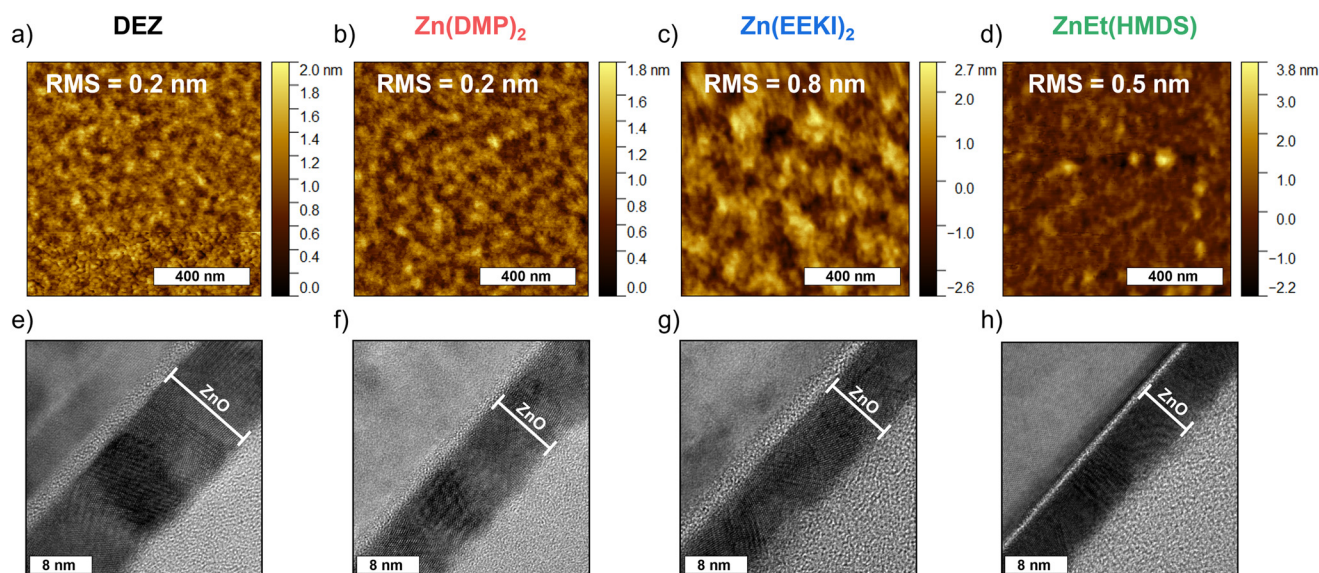 DEZ
Zn(DMP)₂
Zn(EEKI)₂
ZnEt(HMDS)
a)
b)
c)
d)
RMS = 0.2 nm
2.0 nm
1.8
1.6
1.4
1.2
1.0
0.8
0.6
0.4
0.2
0.0
400 nm
RMS = 0.2 nm
1.8 nm
1.6
1.4
1.2
1.0
0.8
0.6
0.4
0.2
0.0
400 nm
RMS = 0.8 nm
2.7 nm
2.0
1.0
0.0
−1.0
−2.6
400 nm
RMS = 0.5 nm
3.8 nm
3.0
2.0
1.0
0.0
−1.0
−2.2
400 nm
e)
f)
g)
h)
ZnO
8 nm
ZnO
8 nm
ZnO
8 nm
ZnO
8 nm